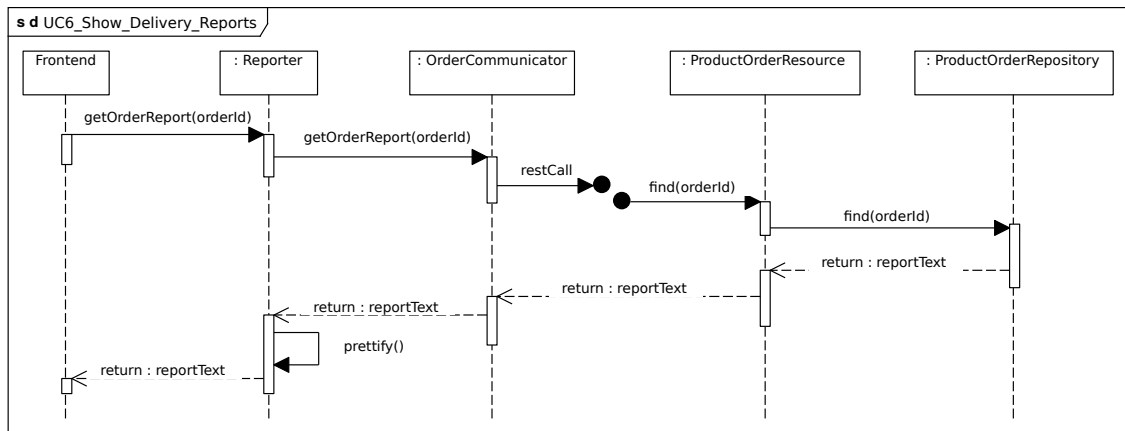 sd UC6_Show_Delivery_Reports
Frontend
: Reporter
: OrderCommunicator
: ProductOrderResource
: ProductOrderRepository
getOrderReport(orderId)
getOrderReport(orderId)
restCall
find(orderId)
find(orderId)
return : reportText
return : reportText
return : reportText
prettify()
return : reportText